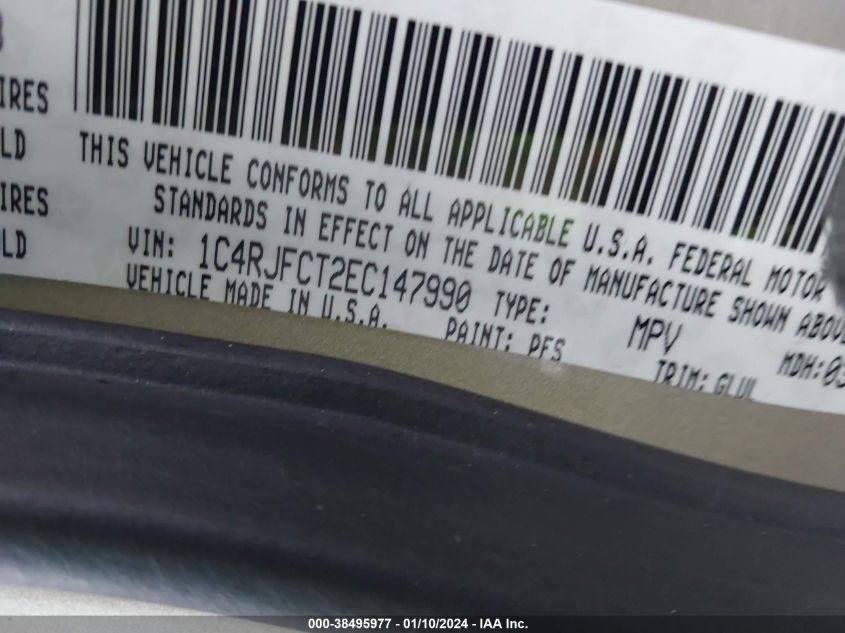 IRES
LD
IRES
LD
THIS VEHICLE CONFORMS TO ALL APPLICABLE U.S.A. FEDERAL MOTOR
STANDARDS IN EFFECT ON THE DATE OF MANUFACTURE SHOWN ABOVE
VIN: 1C4RJFCT2EC147990 TYPE: MPV MDH:03
VEHICLE MADE IN U.S.A. PAINT: PFS TRIM: GLUL
000-38495977 - 01/10/2024 - IAA Inc.